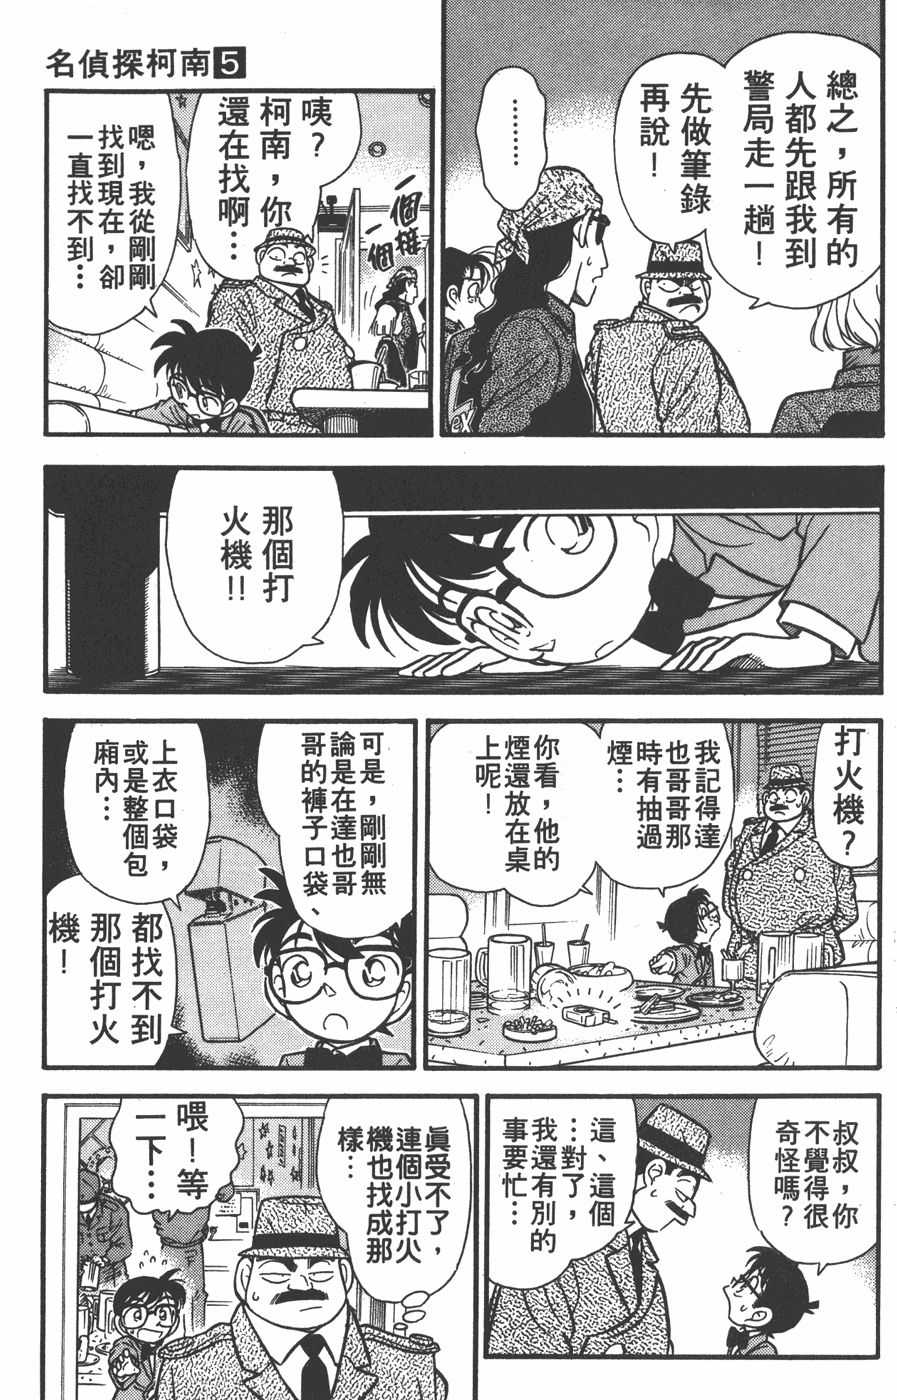 名偵探柯南5
總之，所有的
人都先跟我到
警局走一趟！
先做筆錄
再說！
⋯⋯⋯
咦？
柯南，你
還在找啊⋯
一個接
一個
嗯，我從剛剛
找到現在，卻
一直找不到⋯
那個打
火機!!
打火機？
我記得達
也哥哥那
時有抽過
煙⋯
你看，他的
煙還放在桌
上呢！
可是，剛剛無
論是在達也哥
哥的褲子口袋、
上衣口袋，
或是整個包
廂內⋯
都找不到
那個打火
機！
叔叔，你
不覺得很
奇怪嗎？
這、這個
⋯對了，
我還有別的
事要忙⋯
眞受不了，
連個小打火
機也找成那
樣⋯
喂！等
一下⋯